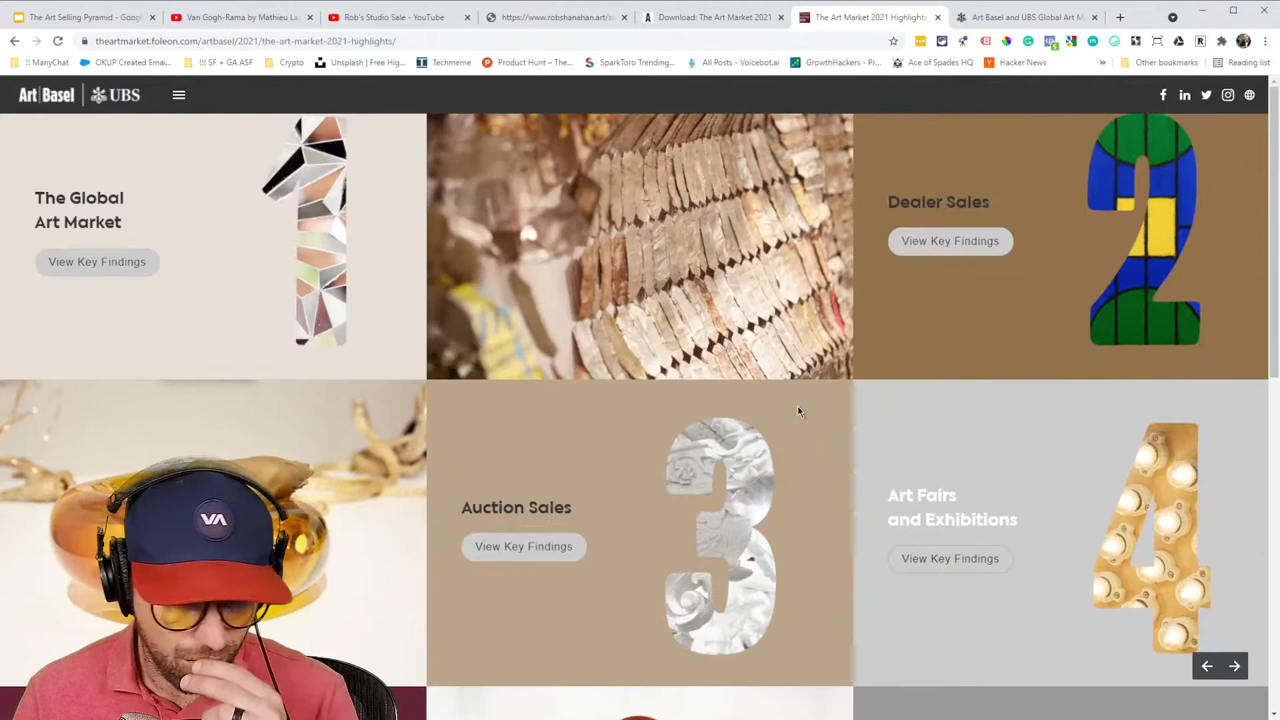 The Art Selling Pyramid - Googl
Van Gogh-Rama by Mathieu La
Rob's Studio Sale - YouTube
https://www.robshanahan.art/s
Download: The Art Market 2021
The Art Market 2021 Highlights
Art Basel and UBS Global Art M
theartmarket.foleon.com/artbasel/2021/the-art-market-2021-highlights/
!! ManyChat
OKUP Created Emai...
!!! SF + GA ASF
Crypto
Unsplash | Free Hig...
Techmeme
Product Hunt – The...
SparkToro Trending...
All Posts - Voicebot.ai
GrowthHackers - Pr...
Ace of Spades HQ
Hacker News
Other bookmarks
Reading list
Art Basel UBS
The Global
Art Market
View Key Findings
1
Dealer Sales
View Key Findings
2
Auction Sales
View Key Findings
3
Art Fairs
and Exhibitions
View Key Findings
4
VA